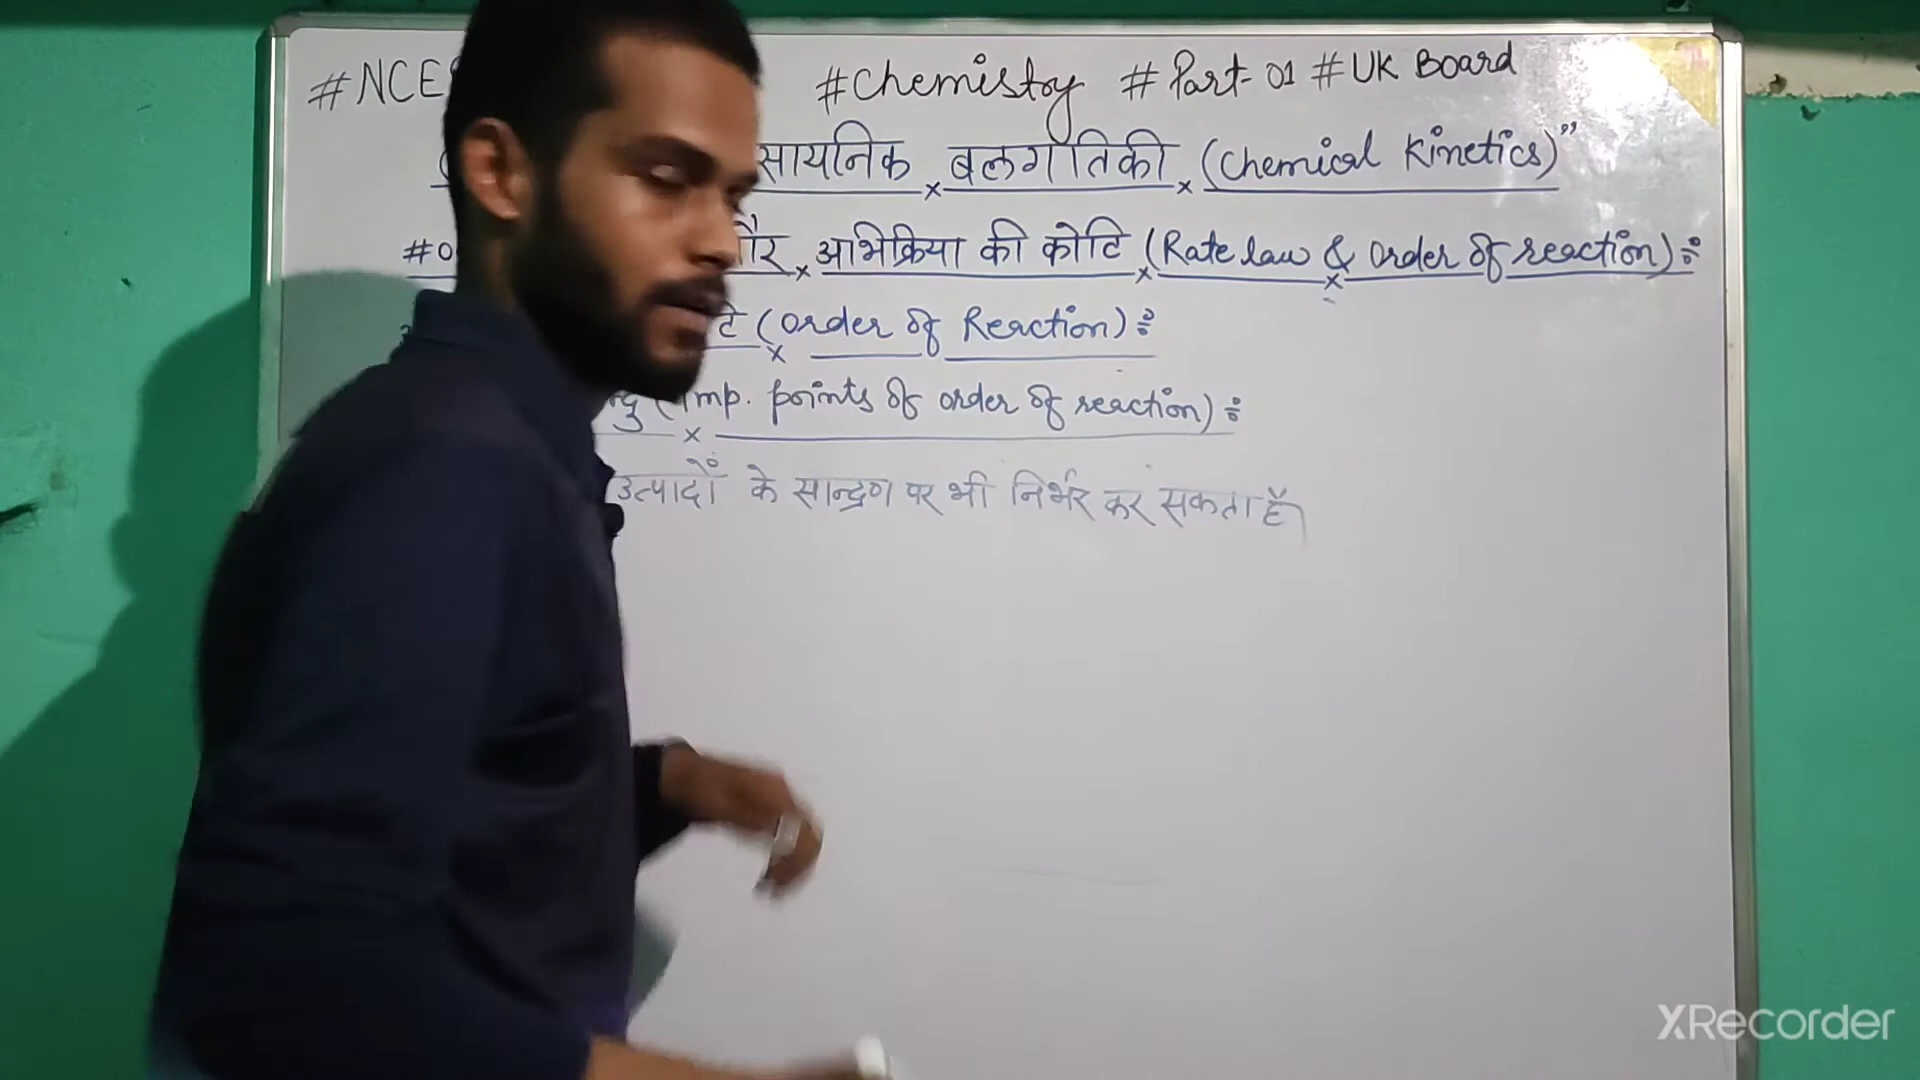 #NCE #Chemistry #Part-01 #UK Board
सायनिक बलगतिकी (Chemical Kinetics)"
#0 और अभिक्रिया की कोटि (Rate law & Order of reaction):
टि (Order of Reaction):
न्दु (Imp. points of order of reaction):
उत्पादों के सान्द्रण पर भी निर्भर कर सकता है।
XRecorder